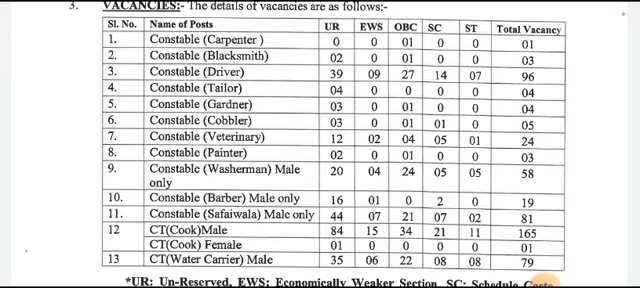 3. VACANCIES:- The details of vacancies are as follows:-
Sl. No. Name of Posts UR EWS OBC SC ST Total Vacancy
1. Constable (Carpenter ) 0 0 01 0 0 01
2. Constable (Blacksmith) 02 0 01 0 0 03
3. Constable (Driver) 39 09 27 14 07 96
4. Constable (Tailor) 04 0 0 0 0 04
5. Constable (Gardner) 03 0 01 0 0 04
6. Constable (Cobbler) 03 0 01 01 0 05
7. Constable (Veterinary) 12 02 04 05 01 24
8. Constable (Painter) 02 0 01 0 0 03
9. Constable (Washerman) Male 20 04 24 05 05 58
only
10. Constable (Barber) Male only 16 01 0 2 0 19
11. Constable (Safaiwala) Male only 44 07 21 07 02 81
12 CT(Cook)Male 84 15 34 21 11 165
CT(Cook) Female 01 0 0 0 0 01
13 CT(Water Carrier) Male 35 06 22 08 08 79
*UR: Un-Reserved, EWS: Economically Weaker Section, SC: Schedule Caste